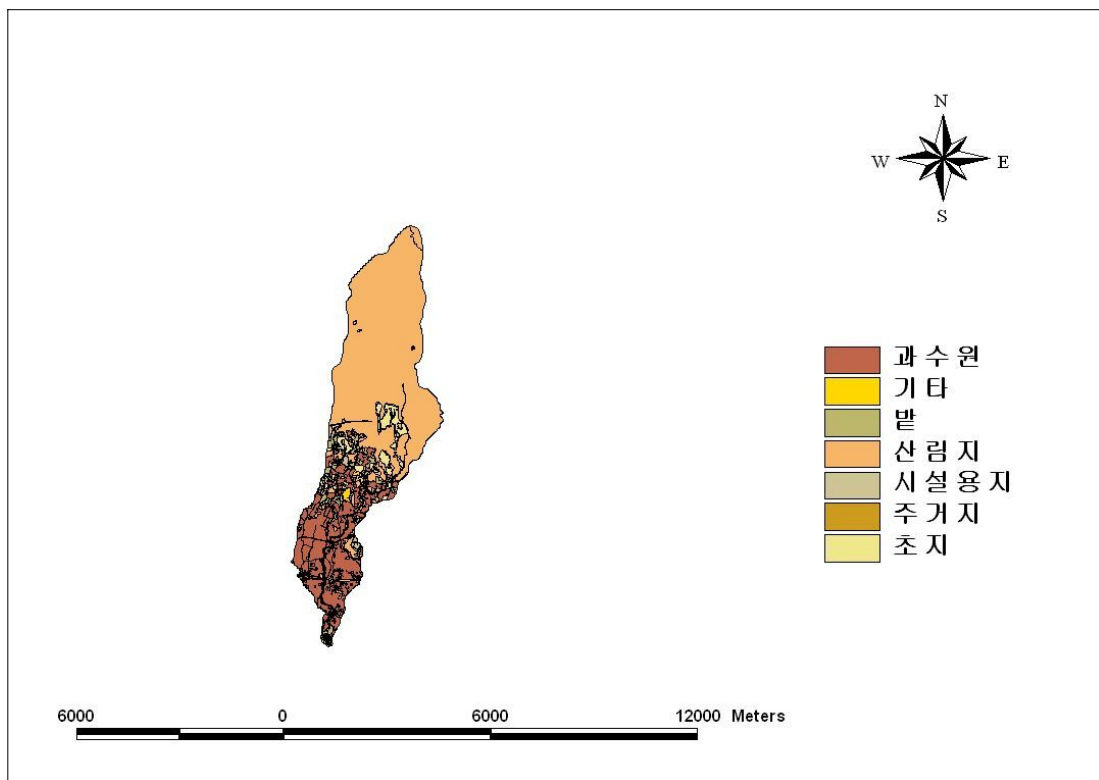 N
W E
S
과 수 원
기 타
밭
산 림 지
시 설 용 지
주 거 지
초 지
6000 0 6000 12000 Meters